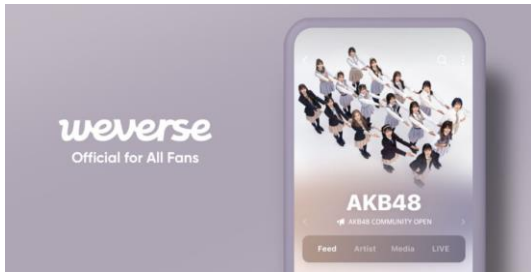 weverse
Official for All Fans
AKB48
AKB48 COMMUNITY OPEN
Feed Artist Media LIVE